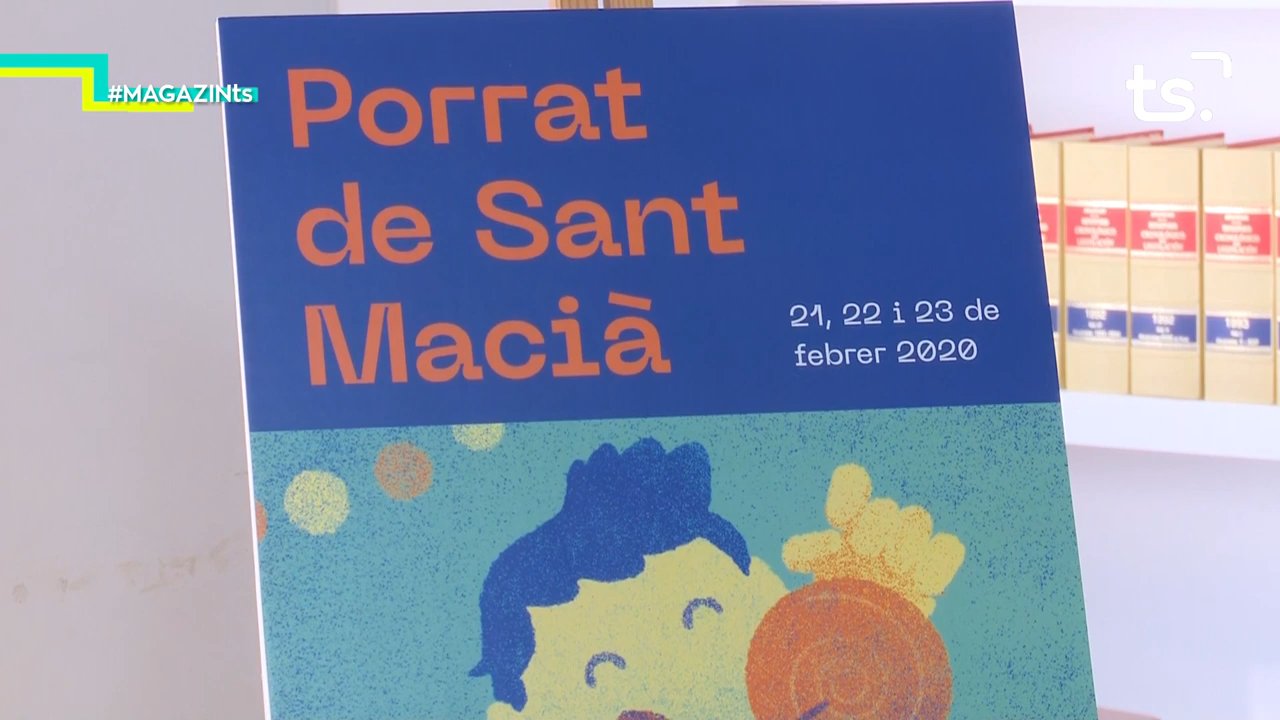 #MAGAZINts
ts.
Porrat
de Sant
Macià
21, 22 i 23 de
febrer 2020